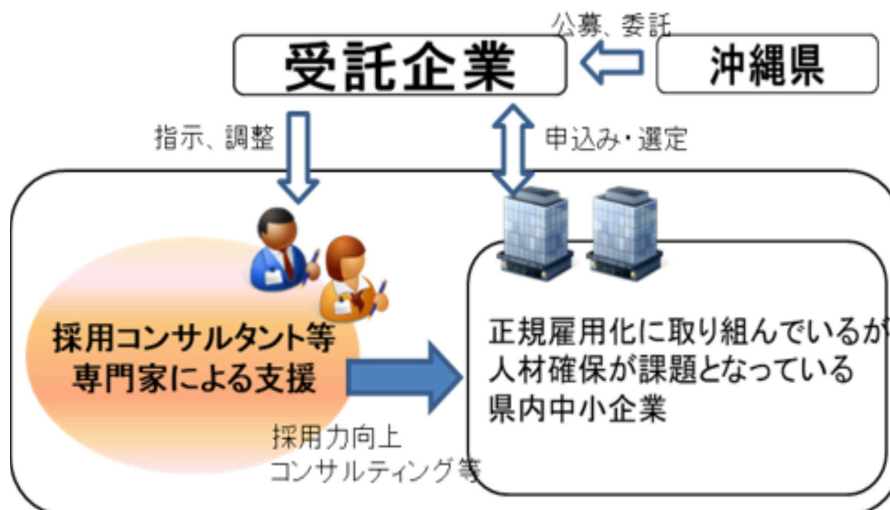 公募、委託
受託企業
沖縄県
指示、調整
申込み・選定
採用コンサルタント等
専門家による支援
正規雇用化に取り組んでいるが
人材確保が課題となっている
県内中小企業
採用力向上
コンサルティング等